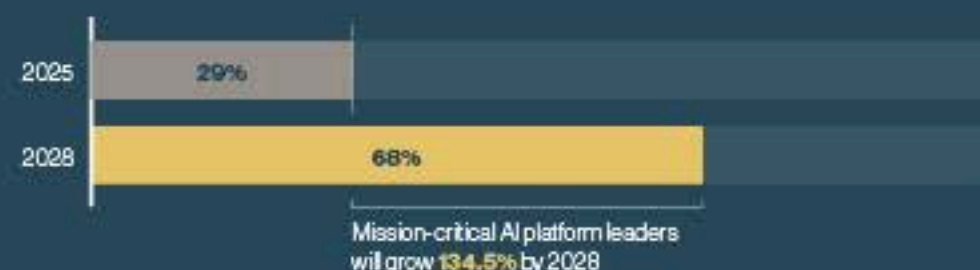 2025 29%
2028 68%
Mission-critical AI platform leaders
will grow 134.5% by 2028